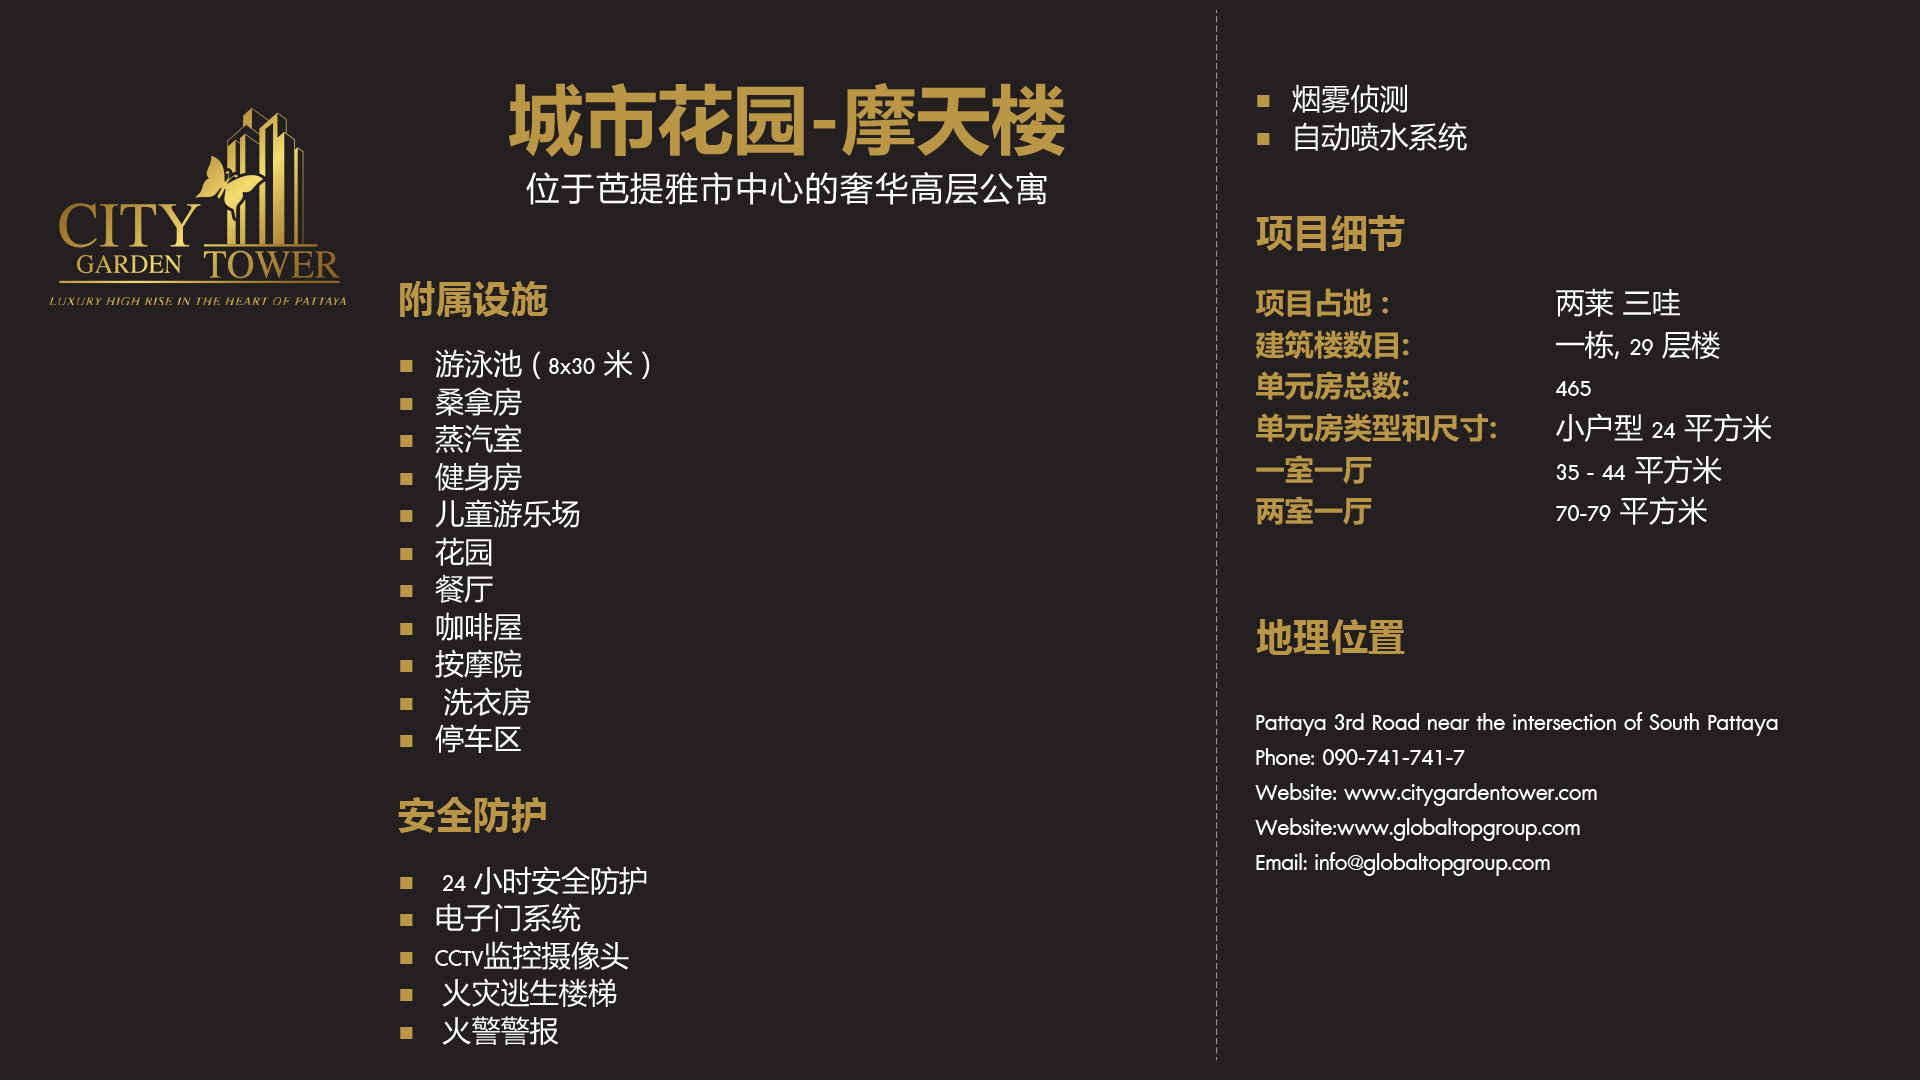 CITY
GARDEN TOWER
LUXURY HIGH RISE IN THE HEART OF PATTAYA
城市花园-摩天楼
位于芭提雅市中心的奢华高层公寓
附属设施
游泳池 ( 8x30 米 )
桑拿房
蒸汽室
健身房
儿童游乐场
花园
餐厅
咖啡屋
按摩院
洗衣房
停车区
安全防护
24 小时安全防护
电子门系统
CCTV监控摄像头
火灾逃生楼梯
火警警报
烟雾侦测
自动喷水系统
项目细节
项目占地 : 两莱 三哇
建筑楼数目: 一栋, 29 层楼
单元房总数: 465
单元房类型和尺寸: 小户型 24 平方米
一室一厅 35 - 44 平方米
两室一厅 70-79 平方米
地理位置
Pattaya 3rd Road near the intersection of South Pattaya
Phone: 090-741-741-7
Website: www.citygardentower.com
Website:www.globaltopgroup.com
Email: info@globaltopgroup.com